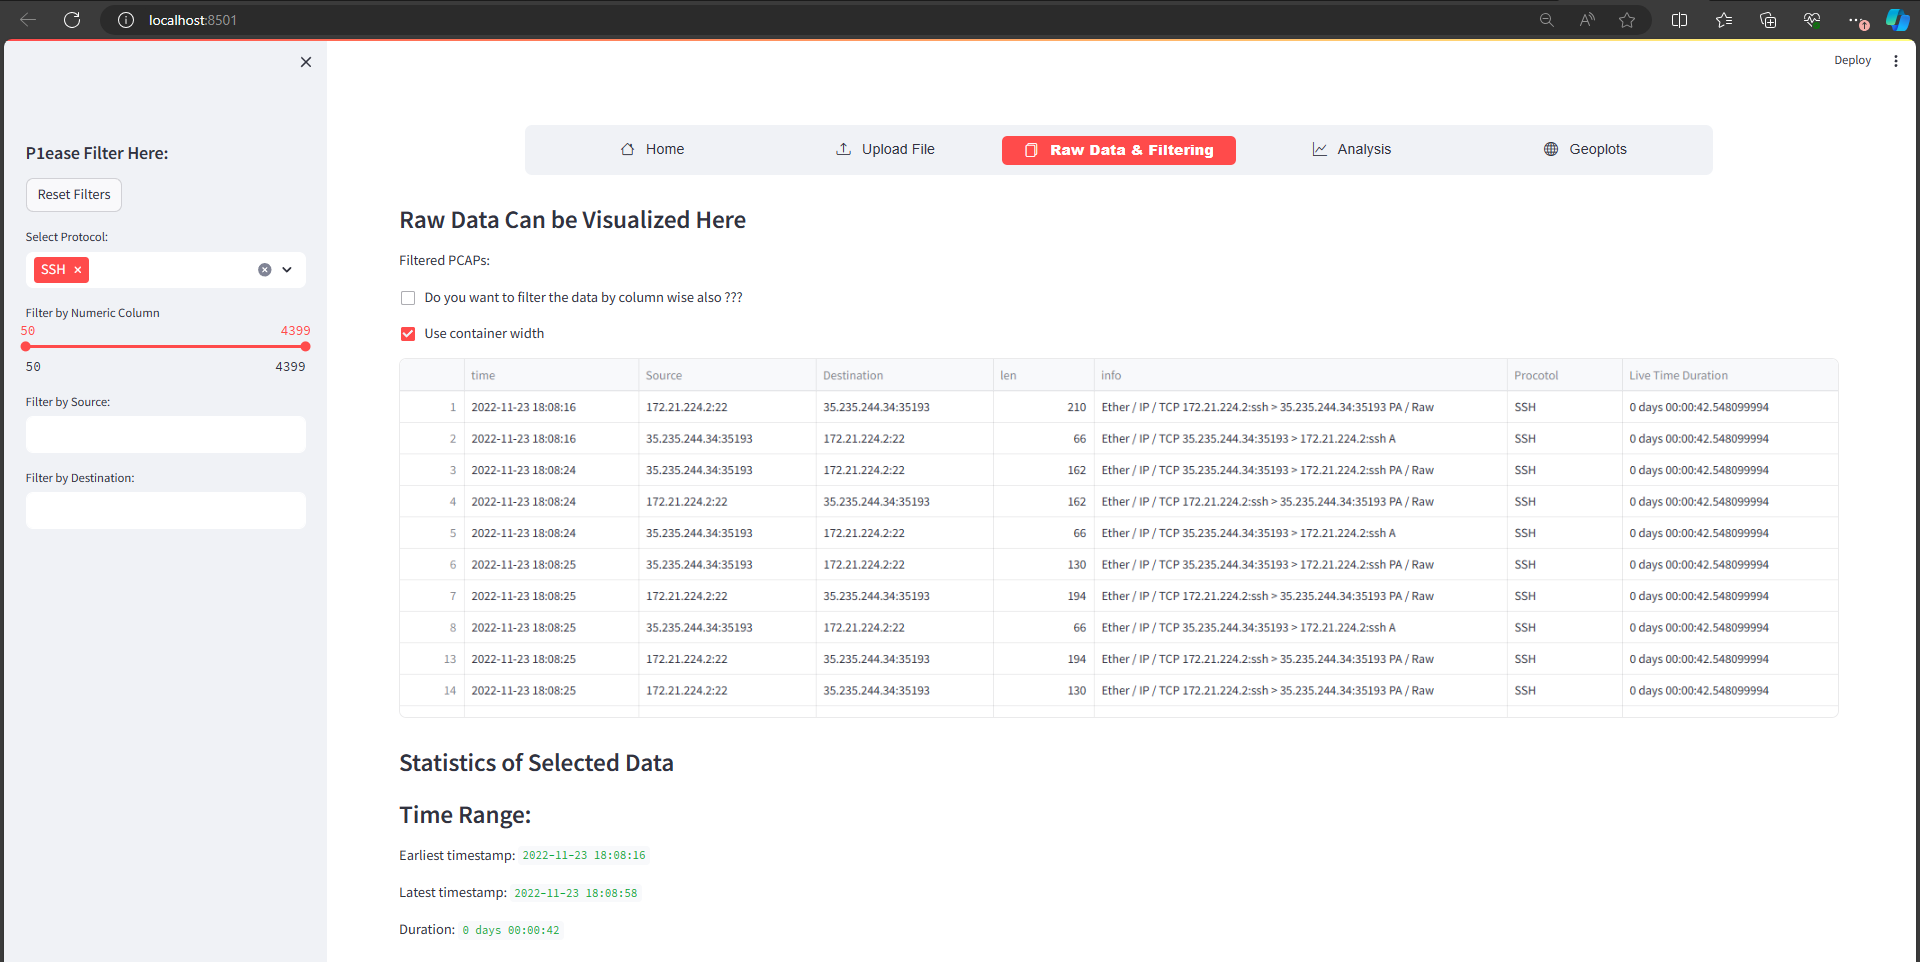 localhost:8501
Deploy
P1ease Filter Here:
Reset Filters
Select Protocol:
SSH
Filter by Numeric Column
50 4399
50 4399
Filter by Source:
Filter by Destination:
Home Upload File Raw Data & Filtering Analysis Geoplots
Raw Data Can be Visualized Here
Filtered PCAPs:
Do you want to filter the data by column wise also ???
Use container width
time Source Destination len info Procotol Live Time Duration
1 2022-11-23 18:08:16 172.21.224.2:22 35.235.244.34:35193 210 Ether / IP / TCP 172.21.224.2:ssh > 35.235.244.34:35193 PA / Raw SSH 0 days 00:00:42.548099994
2 2022-11-23 18:08:16 35.235.244.34:35193 172.21.224.2:22 66 Ether / IP / TCP 35.235.244.34:35193 > 172.21.224.2:ssh A SSH 0 days 00:00:42.548099994
3 2022-11-23 18:08:24 35.235.244.34:35193 172.21.224.2:22 162 Ether / IP / TCP 35.235.244.34:35193 > 172.21.224.2:ssh PA / Raw SSH 0 days 00:00:42.548099994
4 2022-11-23 18:08:24 172.21.224.2:22 35.235.244.34:35193 162 Ether / IP / TCP 172.21.224.2:ssh > 35.235.244.34:35193 PA / Raw SSH 0 days 00:00:42.548099994
5 2022-11-23 18:08:24 35.235.244.34:35193 172.21.224.2:22 66 Ether / IP / TCP 35.235.244.34:35193 > 172.21.224.2:ssh A SSH 0 days 00:00:42.548099994
6 2022-11-23 18:08:25 35.235.244.34:35193 172.21.224.2:22 130 Ether / IP / TCP 35.235.244.34:35193 > 172.21.224.2:ssh PA / Raw SSH 0 days 00:00:42.548099994
7 2022-11-23 18:08:25 172.21.224.2:22 35.235.244.34:35193 194 Ether / IP / TCP 172.21.224.2:ssh > 35.235.244.34:35193 PA / Raw SSH 0 days 00:00:42.548099994
8 2022-11-23 18:08:25 35.235.244.34:35193 172.21.224.2:22 66 Ether / IP / TCP 35.235.244.34:35193 > 172.21.224.2:ssh A SSH 0 days 00:00:42.548099994
13 2022-11-23 18:08:25 172.21.224.2:22 35.235.244.34:35193 194 Ether / IP / TCP 172.21.224.2:ssh > 35.235.244.34:35193 PA / Raw SSH 0 days 00:00:42.548099994
14 2022-11-23 18:08:25 172.21.224.2:22 35.235.244.34:35193 130 Ether / IP / TCP 172.21.224.2:ssh > 35.235.244.34:35193 PA / Raw SSH 0 days 00:00:42.548099994
Statistics of Selected Data
Time Range:
Earliest timestamp: 2022-11-23 18:08:16
Latest timestamp: 2022-11-23 18:08:58
Duration: 0 days 00:00:42